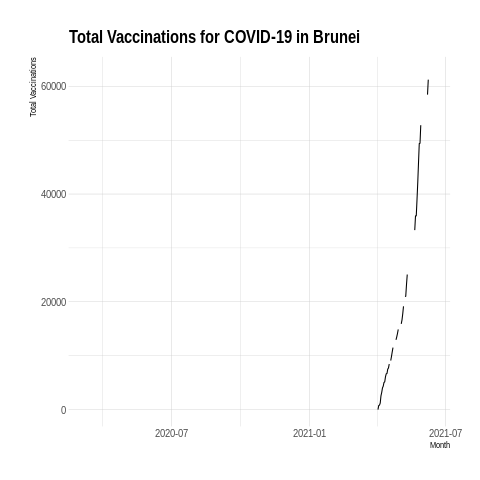 Total Vaccinations for COVID-19 in Brunei
Total Vaccinations
60000
40000
20000
0
2020-07
2021-01
2021-07
Month